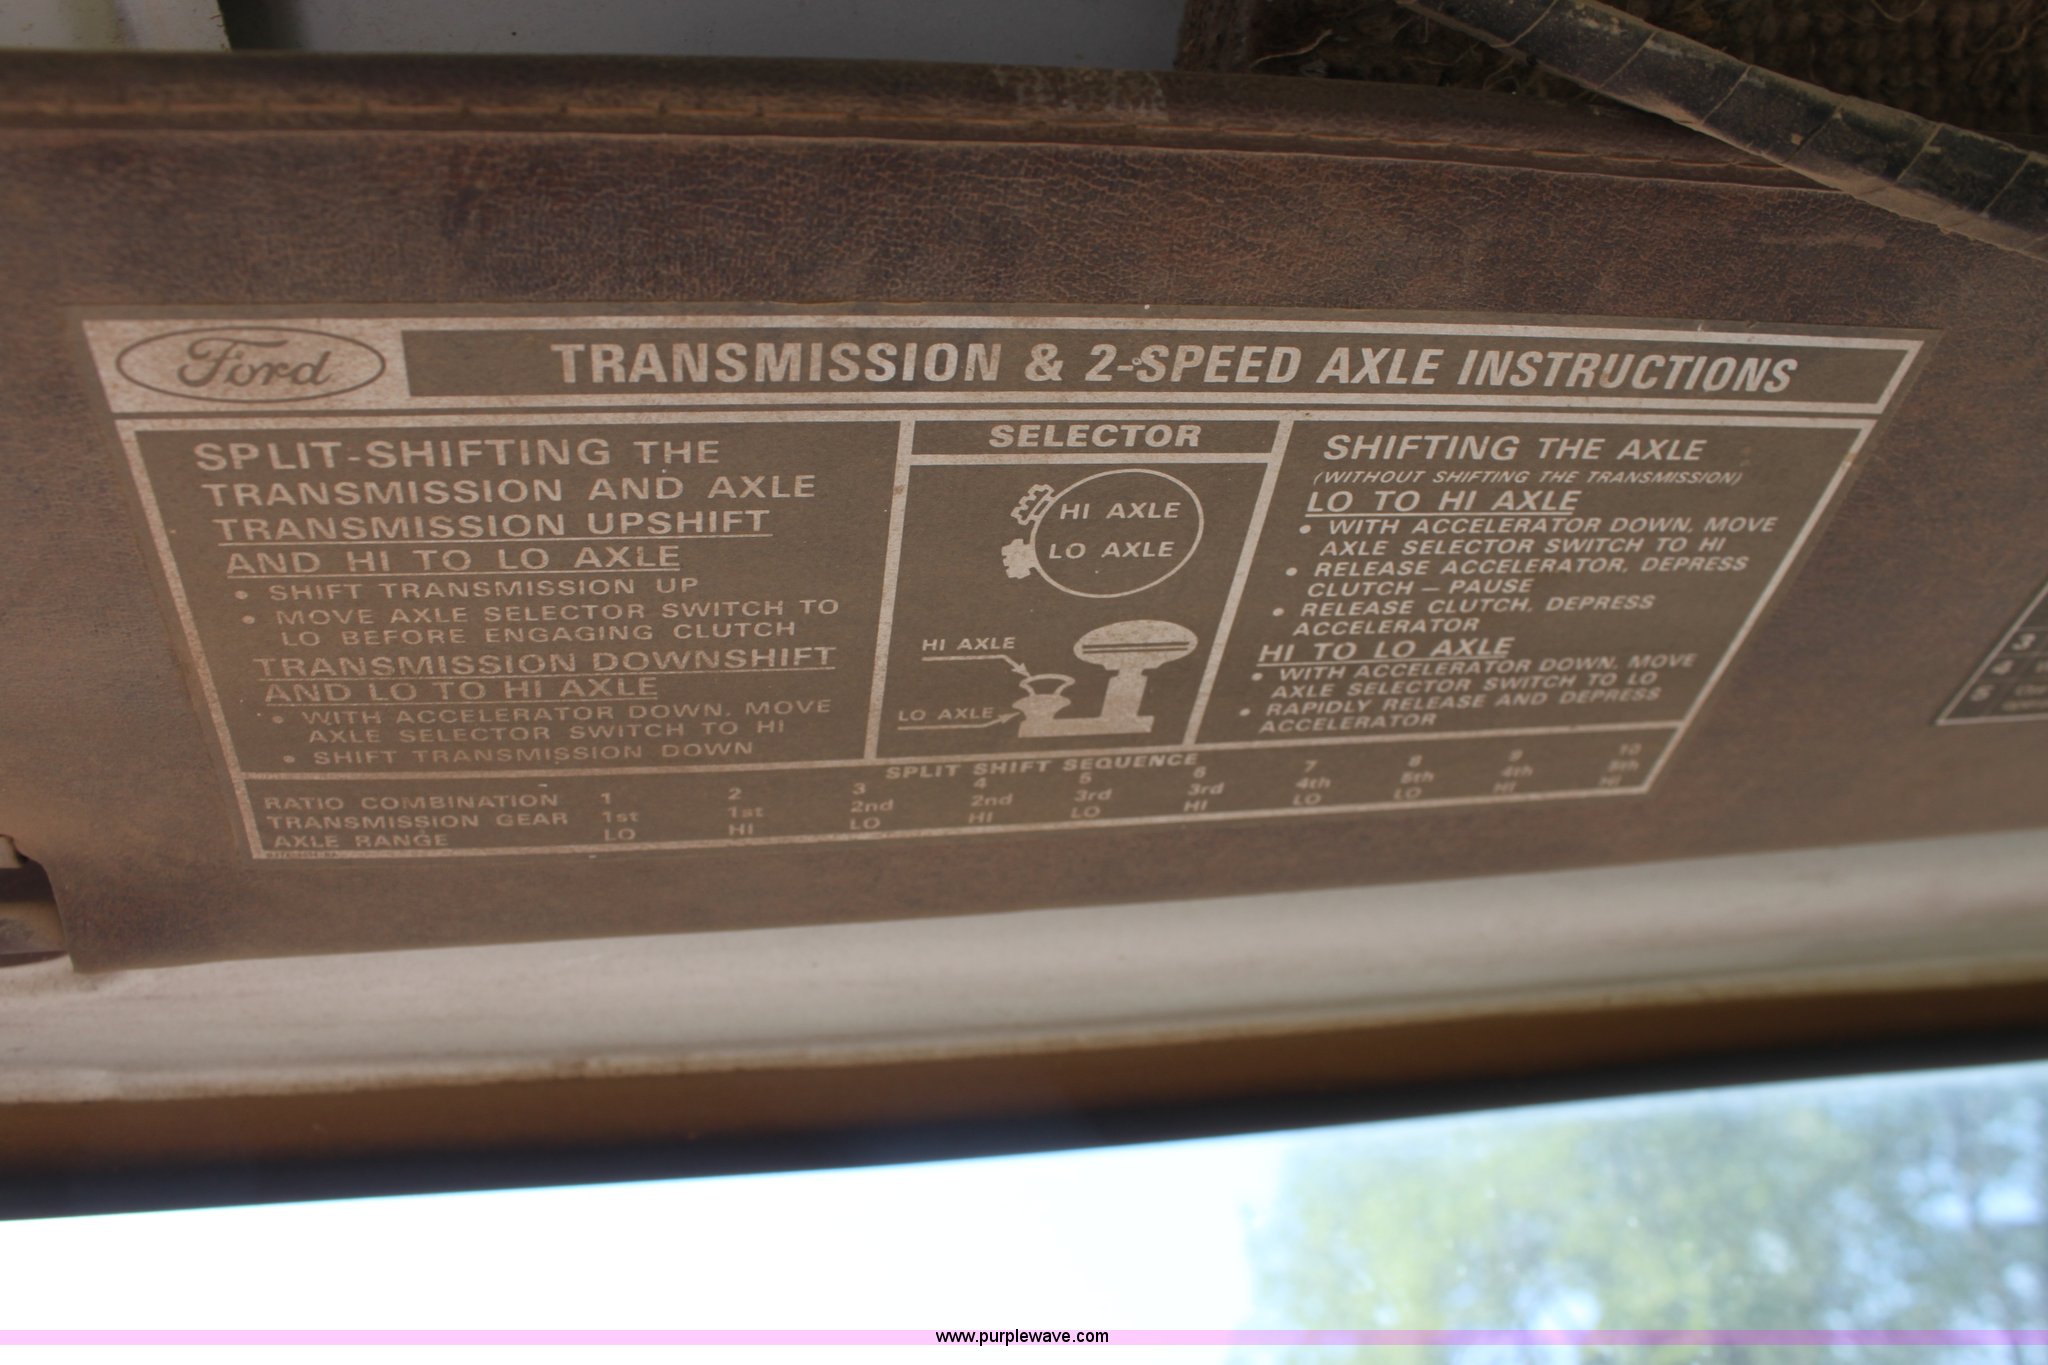 Ford
TRANSMISSION & 2-SPEED AXLE INSTRUCTIONS
SPLIT-SHIFTING THE
TRANSMISSION AND AXLE
TRANSMISSION UPSHIFT
AND HI TO LO AXLE
• SHIFT TRANSMISSION UP
• MOVE AXLE SELECTOR SWITCH TO
LO BEFORE ENGAGING CLUTCH
TRANSMISSION DOWNSHIFT
AND LO TO HI AXLE
• WITH ACCELERATOR DOWN, MOVE
AXLE SELECTOR SWITCH TO HI
• SHIFT TRANSMISSION DOWN
SELECTOR
HI AXLE
LO AXLE
HI AXLE
LO AXLE
SHIFTING THE AXLE
(WITHOUT SHIFTING THE TRANSMISSION)
LO TO HI AXLE
• WITH ACCELERATOR DOWN, MOVE
AXLE SELECTOR SWITCH TO HI
• RELEASE ACCELERATOR, DEPRESS
CLUTCH — PAUSE
• RELEASE CLUTCH, DEPRESS
ACCELERATOR
HI TO LO AXLE
• WITH ACCELERATOR DOWN, MOVE
AXLE SELECTOR SWITCH TO LO
• RAPIDLY RELEASE AND DEPRESS
ACCELERATOR
SPLIT SHIFT SEQUENCE
RATIO COMBINATION 1 2 3 4 5 6 7 8 9 10
TRANSMISSION GEAR 1st 1st 2nd 2nd 3rd 3rd 4th 5th 4th 5th
AXLE RANGE LO HI LO HI LO HI LO LO HI HI
3
4
5
www.purplewave.com